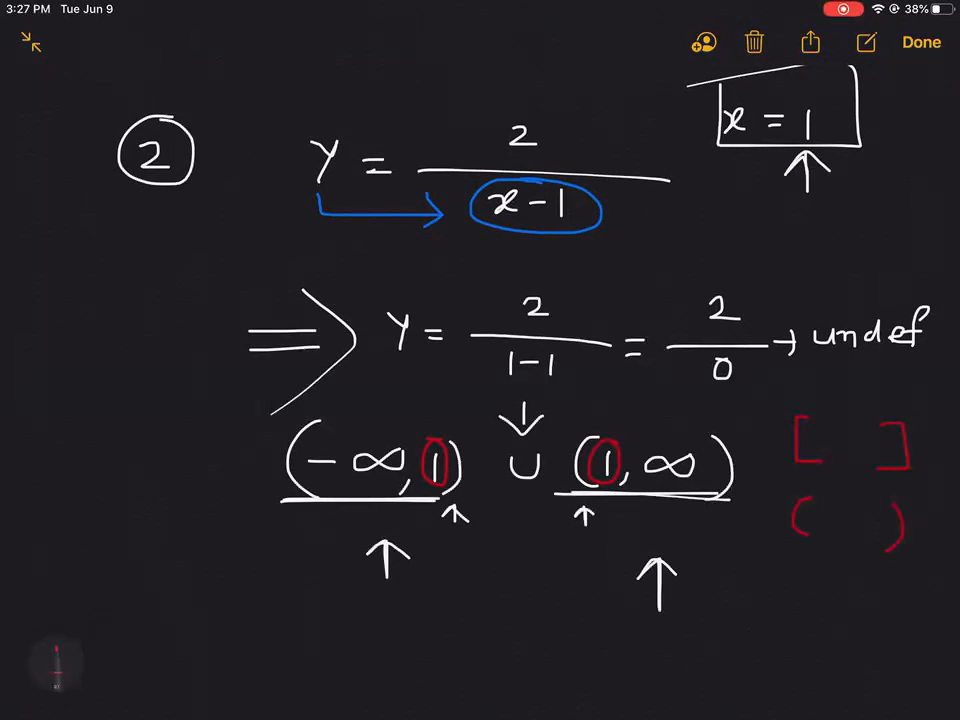 3:27 PM Tue Jun 9 38%
Done
x = 1
2 y = 2 / x - 1
⟹ y = 2 / 1-1 = 2 / 0 → undef
(-∞, 1) ∪ (1, ∞) [ ]
( )